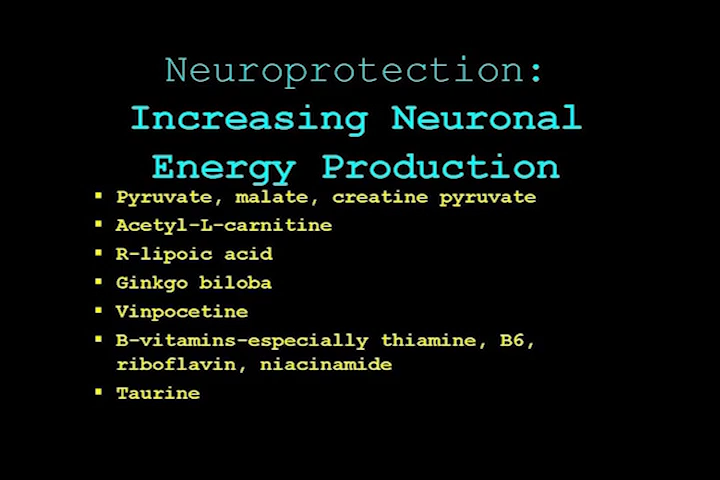 Neuroprotection:
Increasing Neuronal
Energy Production
▪ Pyruvate, malate, creatine pyruvate
▪ Acetyl-L-carnitine
▪ R-lipoic acid
▪ Ginkgo biloba
▪ Vinpocetine
▪ B-vitamins-especially thiamine, B6,
riboflavin, niacinamide
▪ Taurine